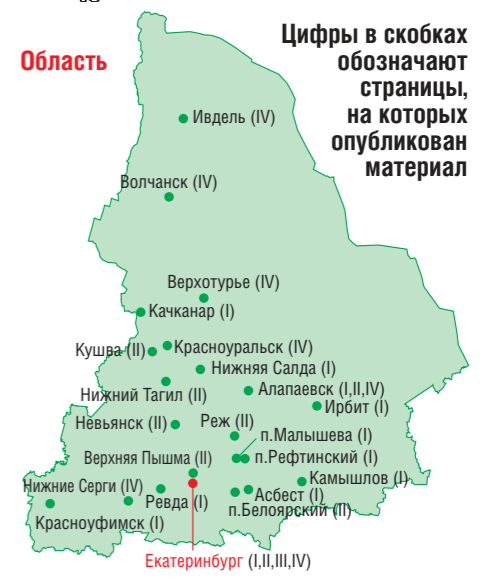 Область
Цифры в скобках
обозначают
страницы,
на которых
опубликован
материал
Ивдель (IV)
Волчанск (IV)
Верхотурье (IV)
Качканар (I)
Кушва (II)
Красноуральск (IV)
Нижняя Салда (I)
Нижний Тагил (II)
Алапаевск (I,II,IV)
Ирбит (I)
Невьянск (II)
Реж (II)
п.Малышева (I)
Верхняя Пышма (II)
п.Рефтинский (I)
Нижние Серги (IV)
Камышлов (I)
Ревда (I)
Асбест (I)
п.Белоярский (II)
Красноуфимск (I)
Екатеринбург (I,II,III,IV)